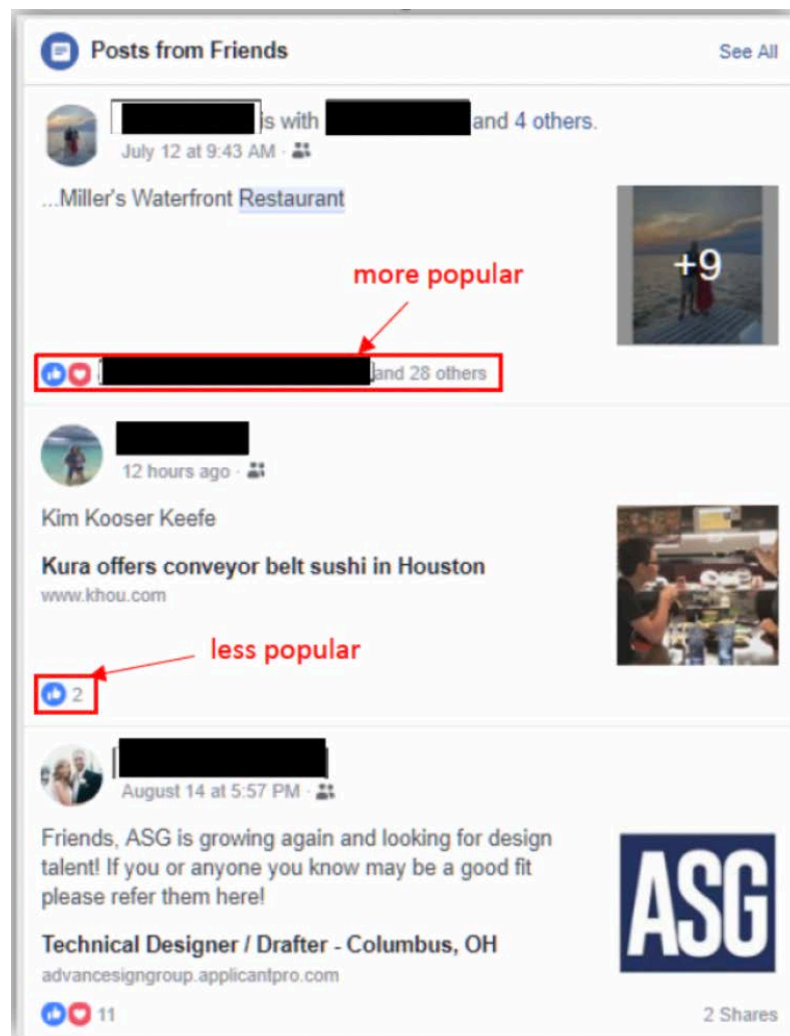 Posts from Friends See All
is with and 4 others.
July 12 at 9:43 AM ·
...Miller's Waterfront Restaurant
+9
more popular
and 28 others
12 hours ago ·
Kim Kooser Keefe
Kura offers conveyor belt sushi in Houston
www.khou.com
less popular
2
August 14 at 5:57 PM ·
Friends, ASG is growing again and looking for design
talent! If you or anyone you know may be a good fit
please refer them here!
ASG
Technical Designer / Drafter - Columbus, OH
advancesigngroup.applicantpro.com
11 2 Shares